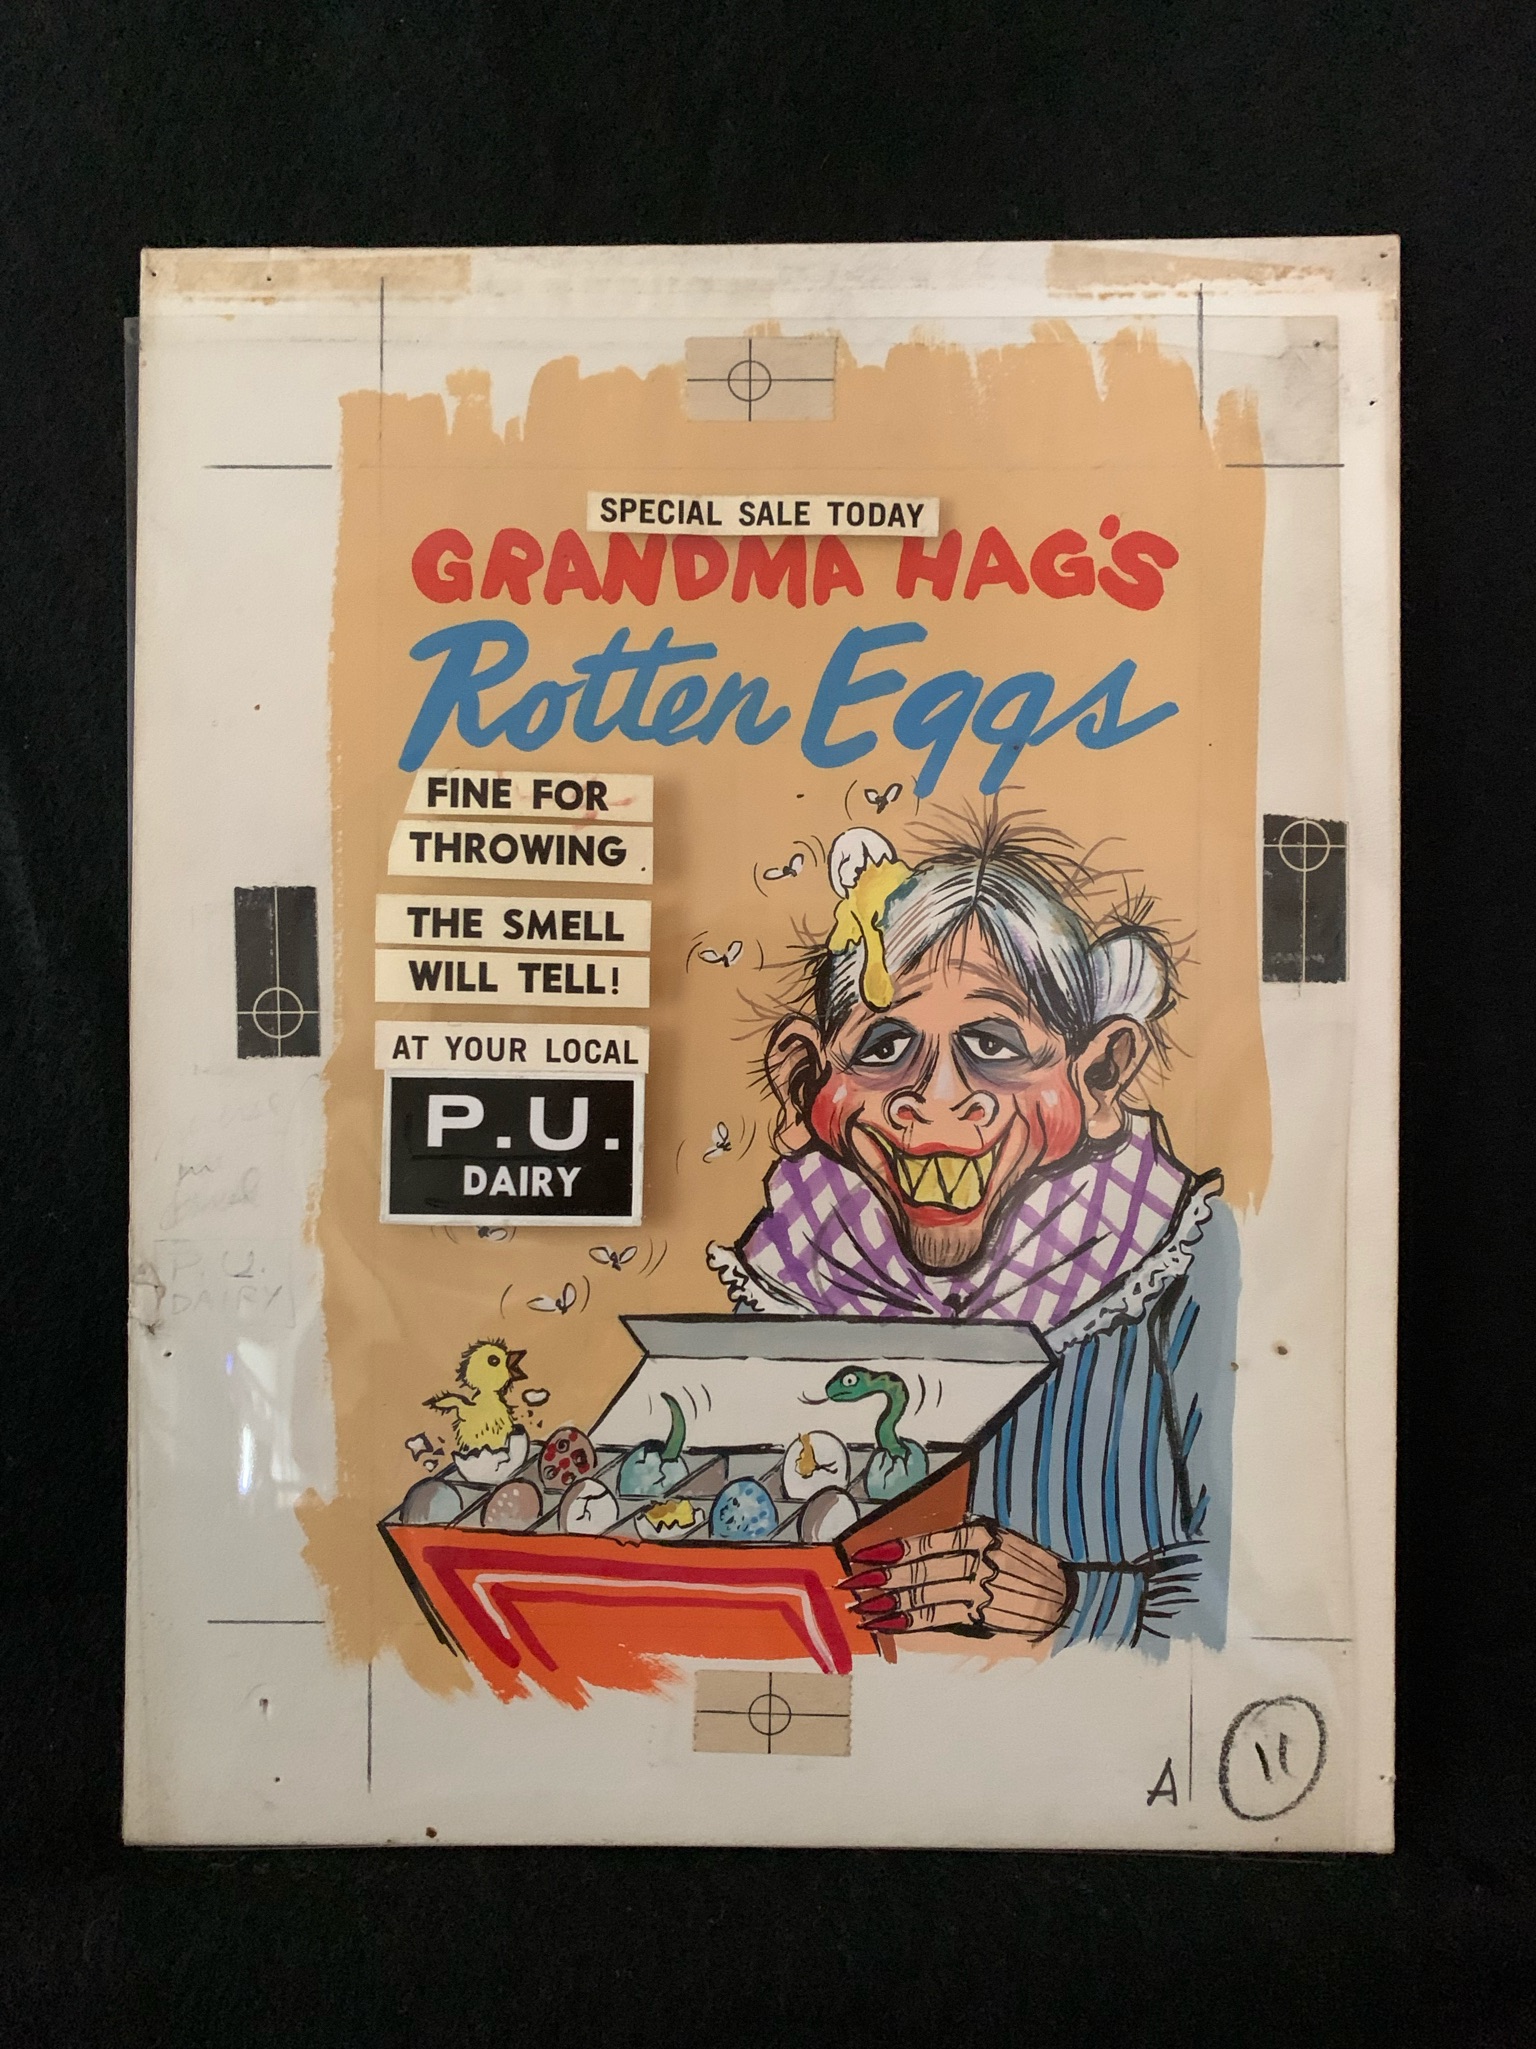 SPECIAL SALE TODAY
GRANDMA HAG'S
Rotten Eggs
FINE FOR
THROWING
THE SMELL
WILL TELL!
AT YOUR LOCAL
P.U.
DAIRY
P.U.
DAIRY
A
11